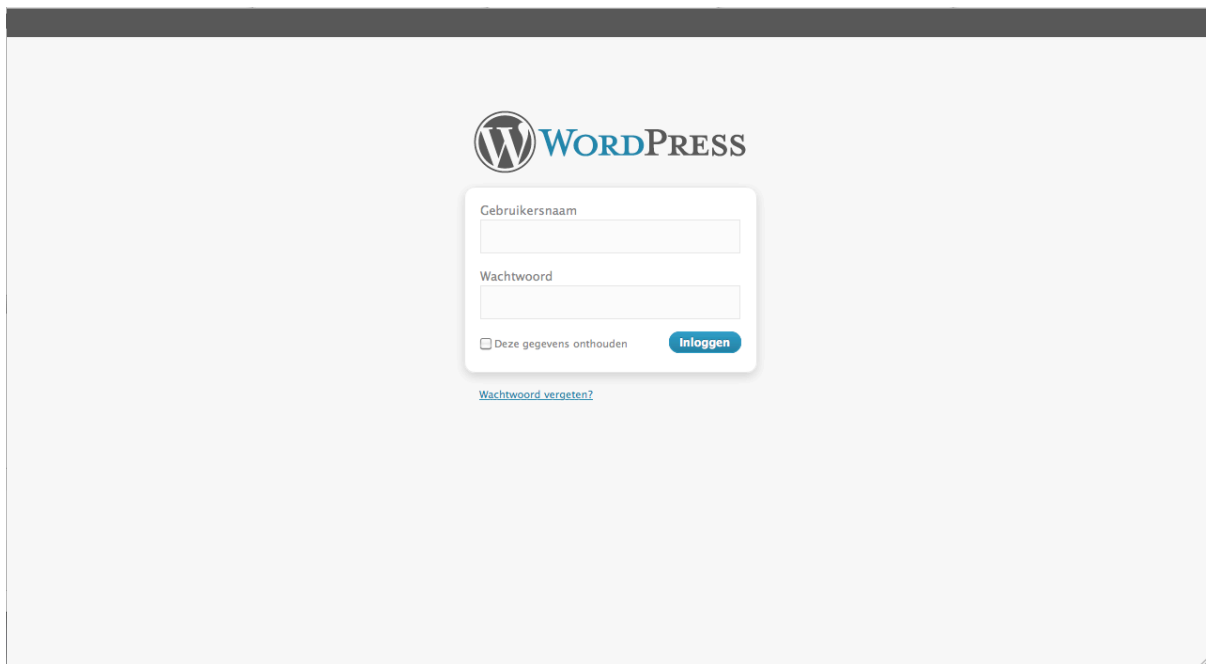 WORDPRESS
Gebruikersnaam
Wachtwoord
Deze gegevens onthouden
Inloggen
Wachtwoord vergeten?